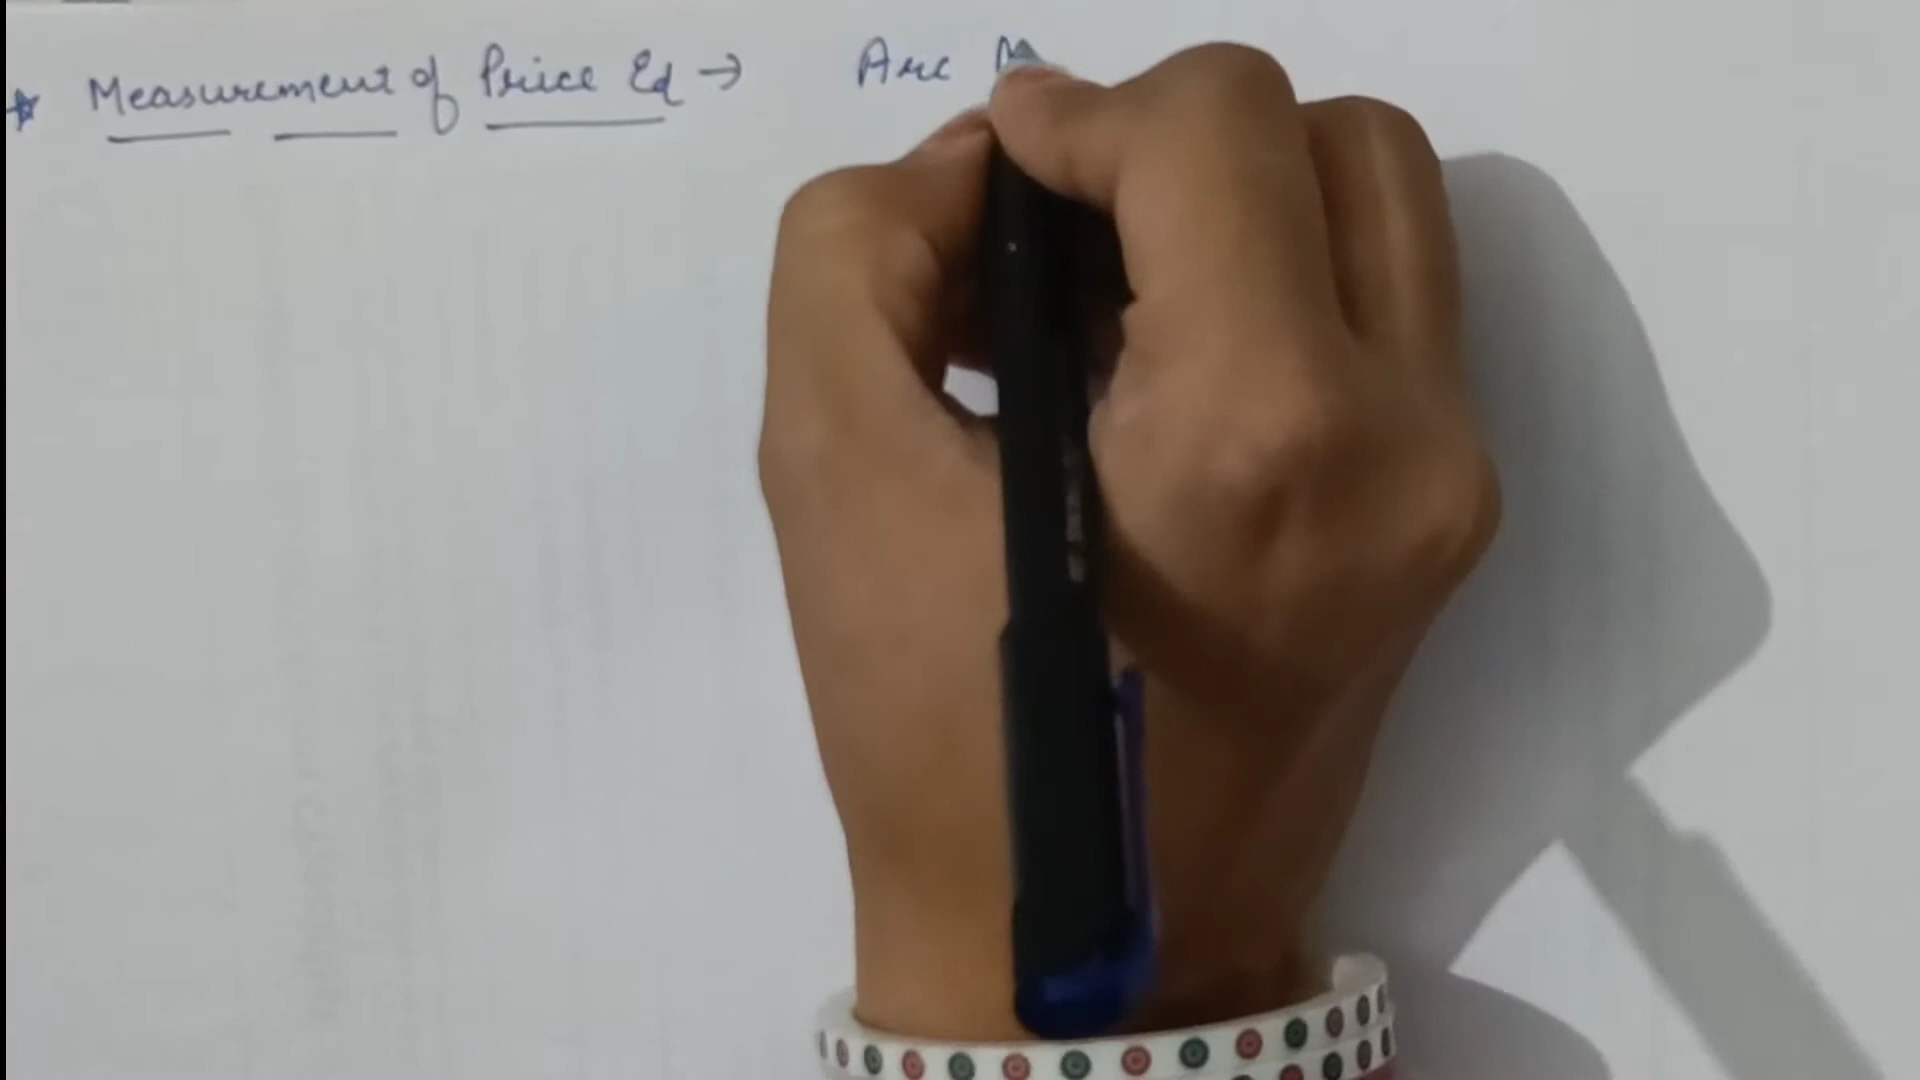 ★ Measurement of Price Ed → Arc M